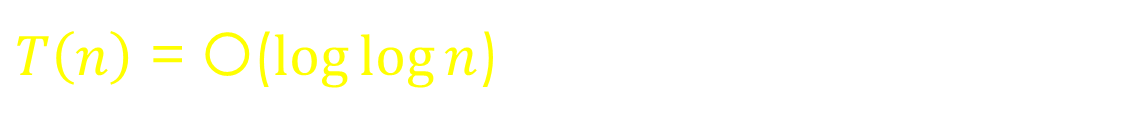 T(n) = O(log log n)